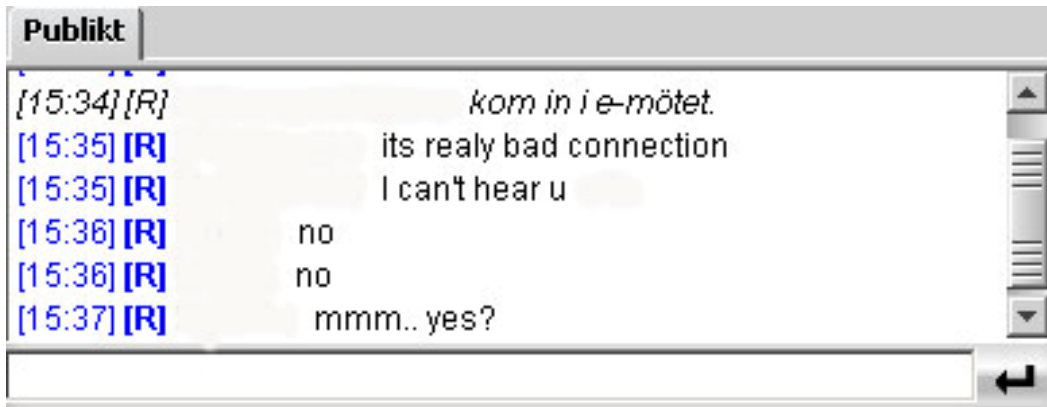 Publikt
[15:34] [R] kom in i e-mötet.
[15:35] [R] its realy bad connection
[15:35] [R] I can't hear u
[15:36] [R] no
[15:36] [R] no
[15:37] [R] mmm.. yes?